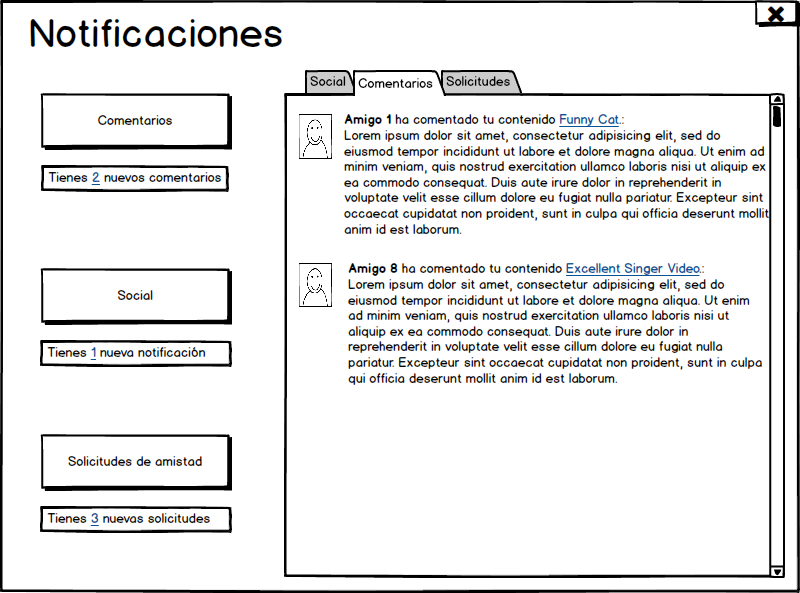 Notificaciones
Comentarios
Tienes 2 nuevos comentarios
Social
Tienes 1 nueva notificación
Solicitudes de amistad
Tienes 3 nuevas solicitudes
Social Comentarios Solicitudes
Amigo 1 ha comentado tu contenido Funny Cat.:
Lorem ipsum dolor sit amet, consectetur adipisicing elit, sed do
eiusmod tempor incididunt ut labore et dolore magna aliqua. Ut enim ad
minim veniam, quis nostrud exercitation ullamco laboris nisi ut aliquip ex
ea commodo consequat. Duis aute irure dolor in reprehenderit in
voluptate velit esse cillum dolore eu fugiat nulla pariatur. Excepteur sint
occaecat cupidatat non proident, sunt in culpa qui officia deserunt mollit
anim id est laborum.
Amigo 8 ha comentado tu contenido Excellent Singer Video.:
Lorem ipsum dolor sit amet, consectetur adipisicing elit, sed do
eiusmod tempor incididunt ut labore et dolore magna aliqua. Ut enim
ad minim veniam, quis nostrud exercitation ullamco laboris nisi ut
aliquip ex ea commodo consequat. Duis aute irure dolor in
reprehenderit in voluptate velit esse cillum dolore eu fugiat nulla
pariatur. Excepteur sint occaecat cupidatat non proident, sunt in culpa
qui officia deserunt mollit anim id est laborum.